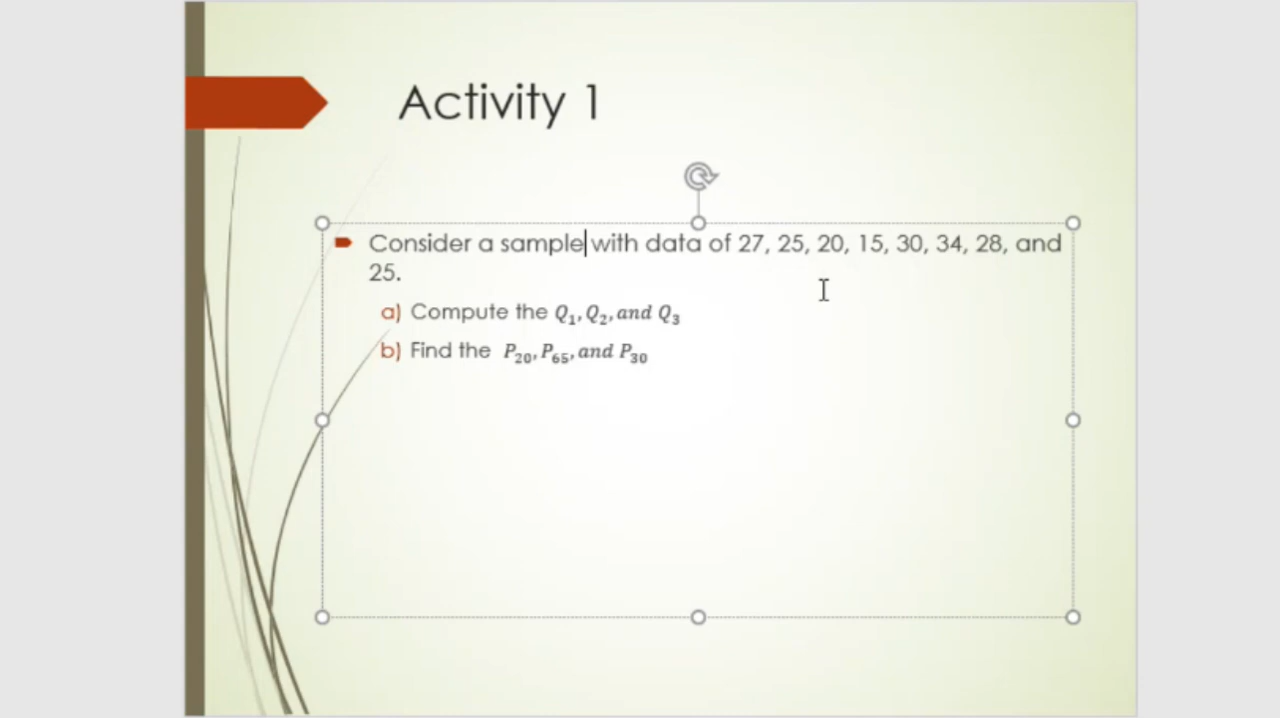 Activity 1
Consider a sample with data of 27, 25, 20, 15, 30, 34, 28, and
25.
a) Compute the Q₁, Q₂, and Q₃
b) Find the P₂₀, P₆₅, and P₃₀